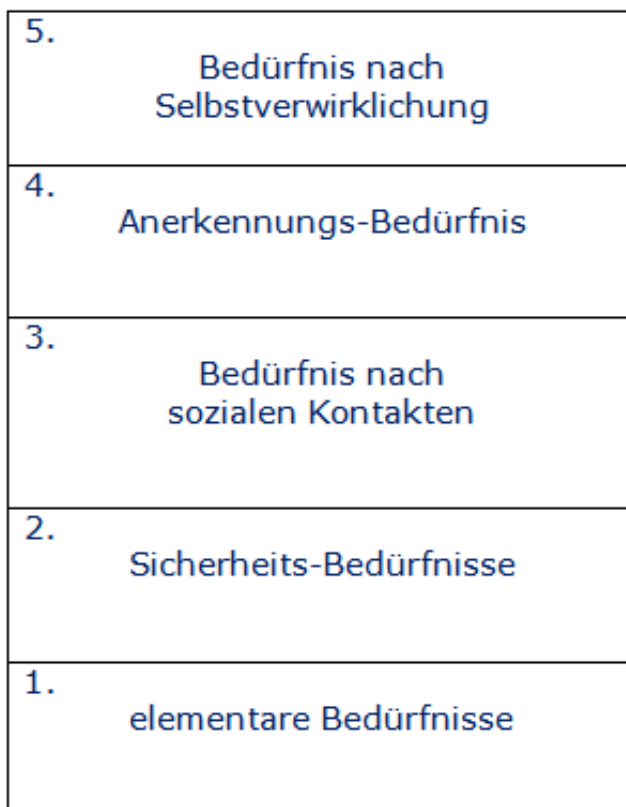 5.
Bedürfnis nach
Selbstverwirklichung
4.
Anerkennungs-Bedürfnis
3.
Bedürfnis nach
sozialen Kontakten
2.
Sicherheits-Bedürfnisse
1.
elementare Bedürfnisse